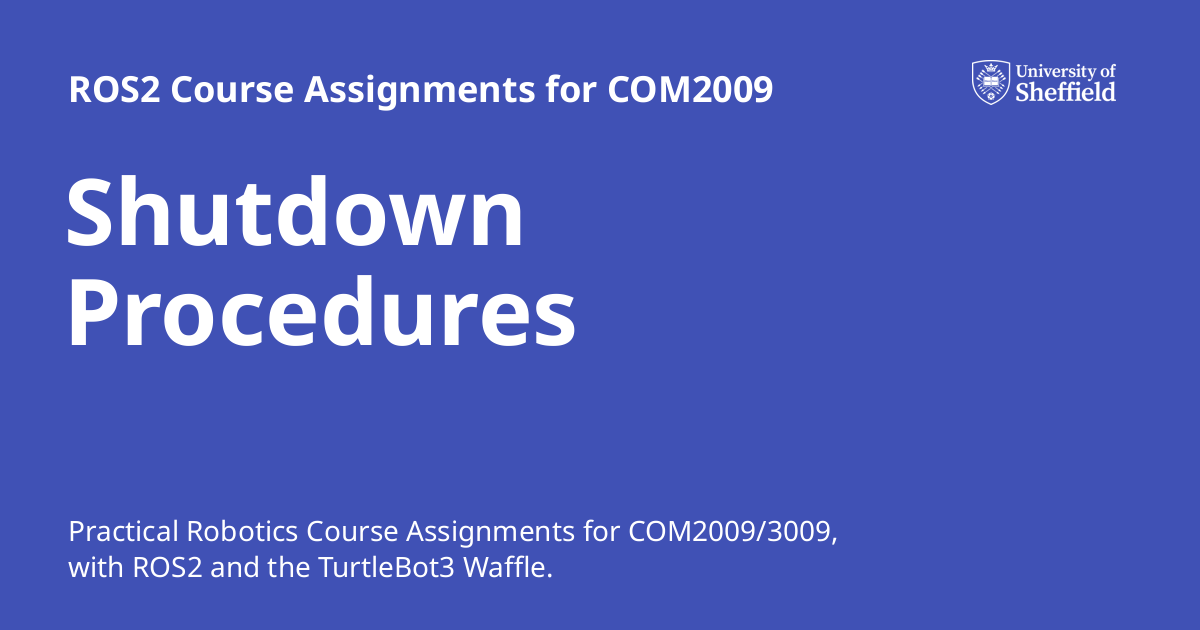 ROS2 Course Assignments for COM2009
University of
Sheffield
Shutdown
Procedures
Practical Robotics Course Assignments for COM2009/3009,
with ROS2 and the TurtleBot3 Waffle.